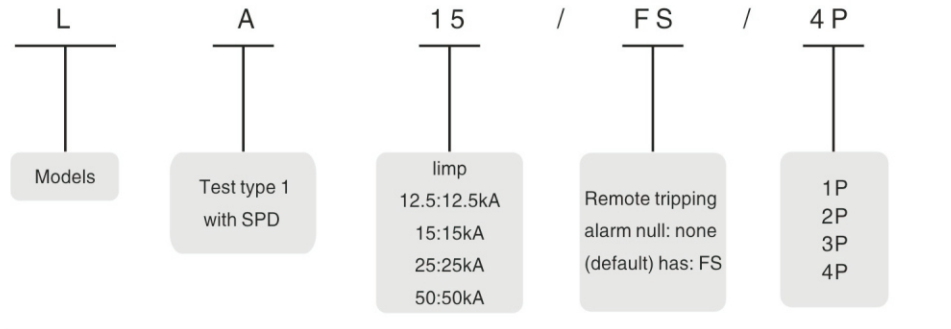 L A 15 / FS / 4P
Models
Test type 1
with SPD
limp
12.5:12.5kA
15:15kA
25:25kA
50:50kA
Remote tripping
alarm null: none
(default) has: FS
1P
2P
3P
4P